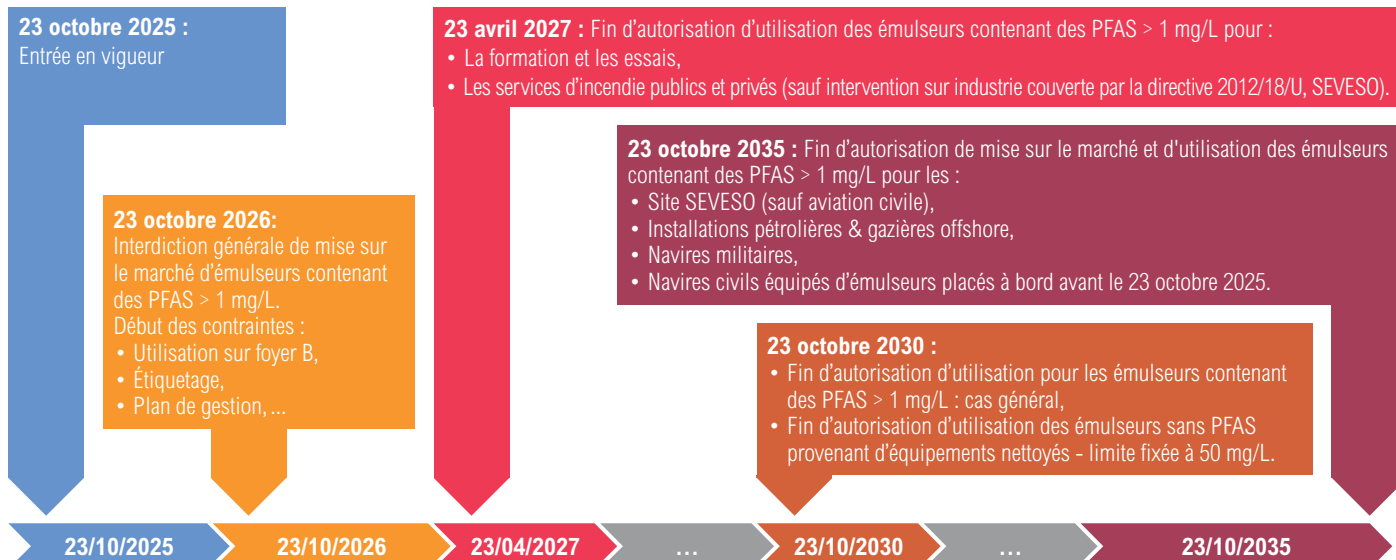 23 octobre 2025 :
Entrée en vigueur
23 octobre 2026:
Interdiction générale de mise sur
le marché d'émulseurs contenant
des PFAS > 1 mg/L.
Début des contraintes :
• Utilisation sur foyer B,
• Étiquetage,
• Plan de gestion, ...
23 avril 2027 : Fin d'autorisation d'utilisation des émulseurs contenant des PFAS > 1 mg/L pour :
• La formation et les essais,
• Les services d'incendie publics et privés (sauf intervention sur industrie couverte par la directive 2012/18/U, SEVESO).
23 octobre 2035 : Fin d'autorisation de mise sur le marché et d'utilisation des émulseurs
contenant des PFAS > 1 mg/L pour les :
• Site SEVESO (sauf aviation civile),
• Installations pétrolières & gazières offshore,
• Navires militaires,
• Navires civils équipés d'émulseurs placés à bord avant le 23 octobre 2025.
23 octobre 2030 :
• Fin d'autorisation d'utilisation pour les émulseurs contenant
des PFAS > 1 mg/L : cas général,
• Fin d'autorisation d'utilisation des émulseurs sans PFAS
provenant d'équipements nettoyés - limite fixée à 50 mg/L.
23/10/2025
23/10/2026
23/04/2027
...
23/10/2030
...
23/10/2035